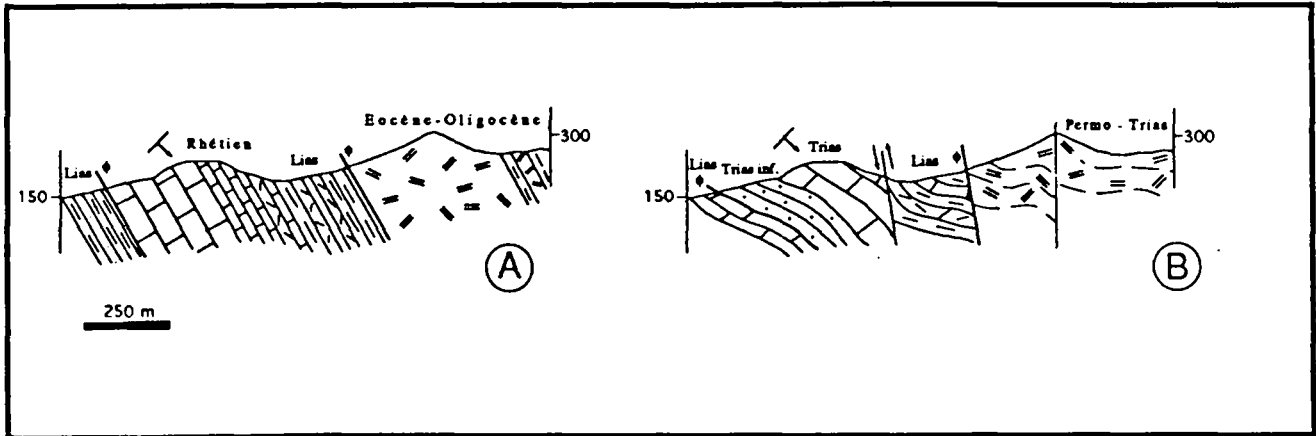 Eocène-Oligocène
Rhétien
Lias
Lias
300
150
A
250 m
Permo - Trias
Trias
Lias
Lias
Trias inf.
300
150
B